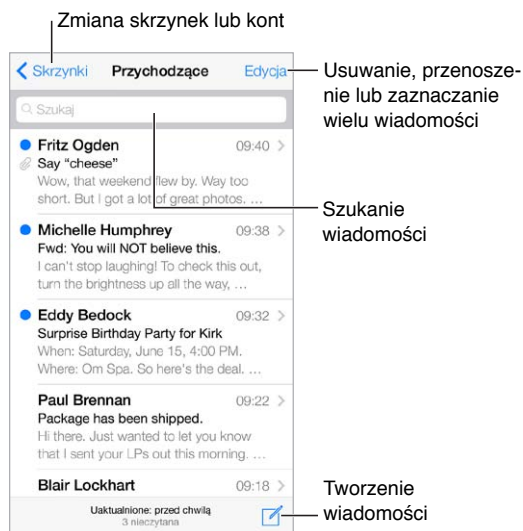 Zmiana skrzynek lub kont
Skrzynki Przychodzące Edycja
Usuwanie, przenosze-
nie lub zaznaczanie
wielu wiadomości
Szukaj
Fritz Ogden 09:40
Say “cheese”
Wow, that weekend flew by. Way too
short. But I got a lot of great photos. …
Szukanie
wiadomości
Michelle Humphrey 09:38
Fwd: You will NOT believe this.
I can't stop laughing! To check this out,
turn the brightness up all the way, …
Eddy Bedock 09:32
Surprise Birthday Party for Kirk
When: Saturday, June 15, 4:00 PM.
Where: Om Spa. So here's the deal. …
Paul Brennan 09:22
Package has been shipped.
Hi there. Just wanted to let you know
that I sent your LPs out this morning. …
Blair Lockhart 09:18
Uaktualnione: przed chwilą
3 nieczytana
Tworzenie
wiadomości